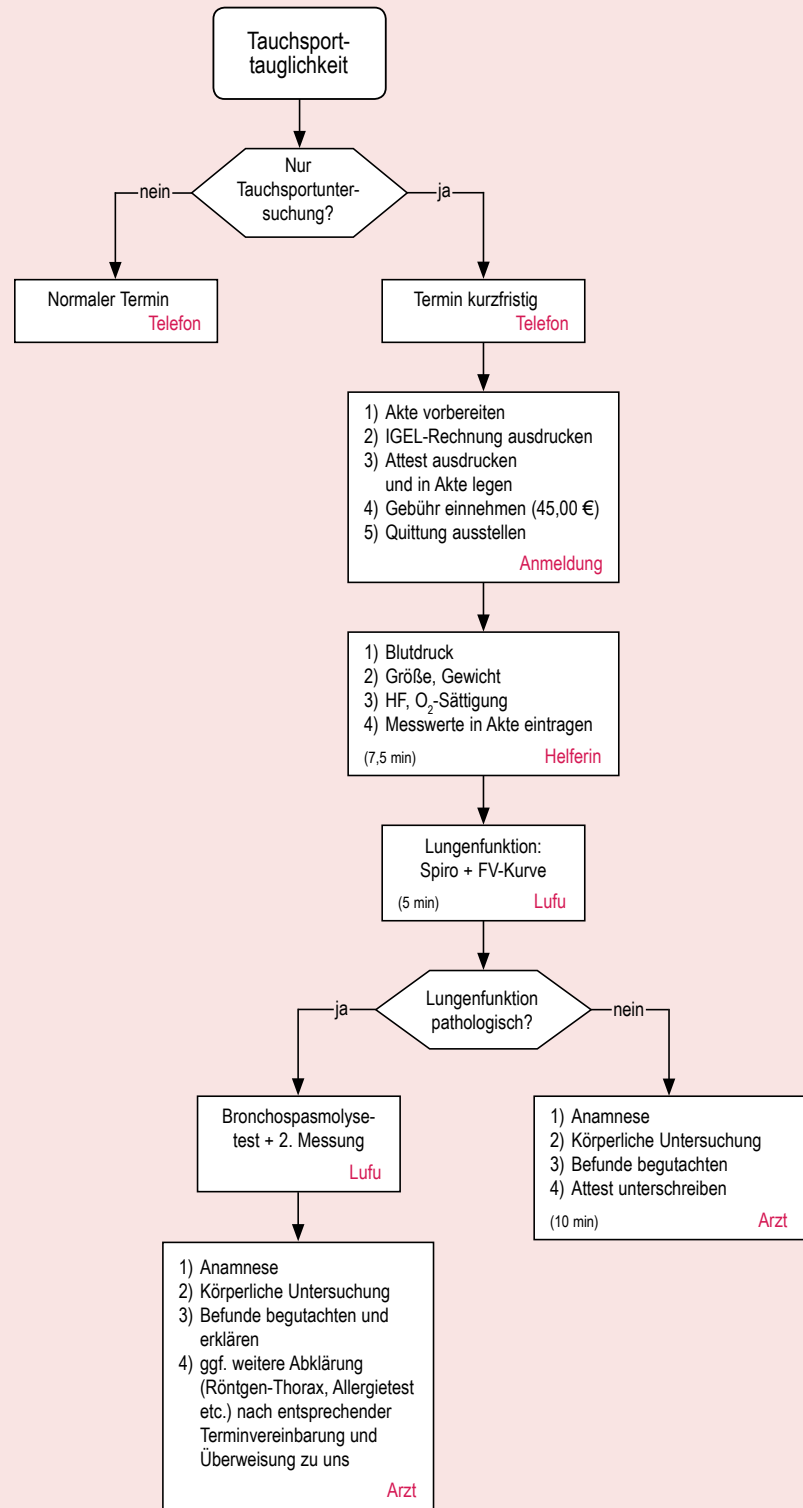 Tauchsport-
tauglichkeit
Nur
Tauchsportunter-
suchung?
nein
ja
Normaler Termin
Telefon
Termin kurzfristig
Telefon
1) Akte vorbereiten
2) IGEL-Rechnung ausdrucken
3) Attest ausdrucken
und in Akte legen
4) Gebühr einnehmen (45,00 €)
5) Quittung ausstellen
Anmeldung
1) Blutdruck
2) Größe, Gewicht
3) HF, O₂-Sättigung
4) Messwerte in Akte eintragen
(7,5 min) Helferin
Lungenfunktion:
Spiro + FV-Kurve
(5 min) Lufu
Lungenfunktion
pathologisch?
ja
nein
Bronchospasmolyse-
test + 2. Messung
Lufu
1) Anamnese
2) Körperliche Untersuchung
3) Befunde begutachten
4) Attest unterschreiben
(10 min) Arzt
1) Anamnese
2) Körperliche Untersuchung
3) Befunde begutachten und
erklären
4) ggf. weitere Abklärung
(Röntgen-Thorax, Allergietest
etc.) nach entsprechender
Terminvereinbarung und
Überweisung zu uns
Arzt